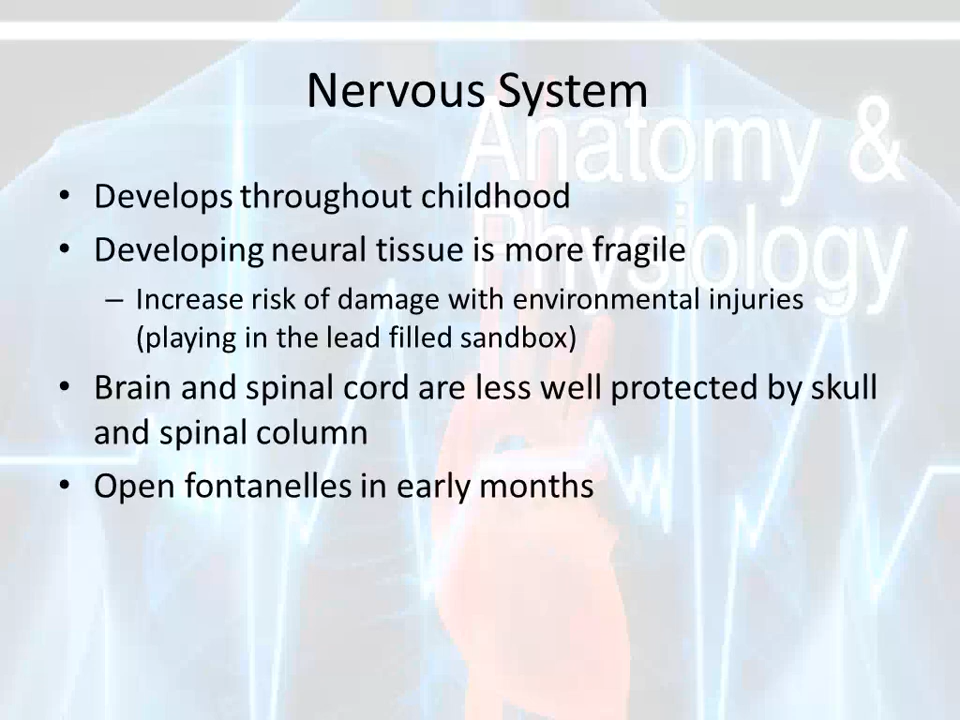 Nervous System
Anatomy &
Physiology
• Develops throughout childhood
• Developing neural tissue is more fragile
– Increase risk of damage with environmental injuries
(playing in the lead filled sandbox)
• Brain and spinal cord are less well protected by skull
and spinal column
• Open fontanelles in early months